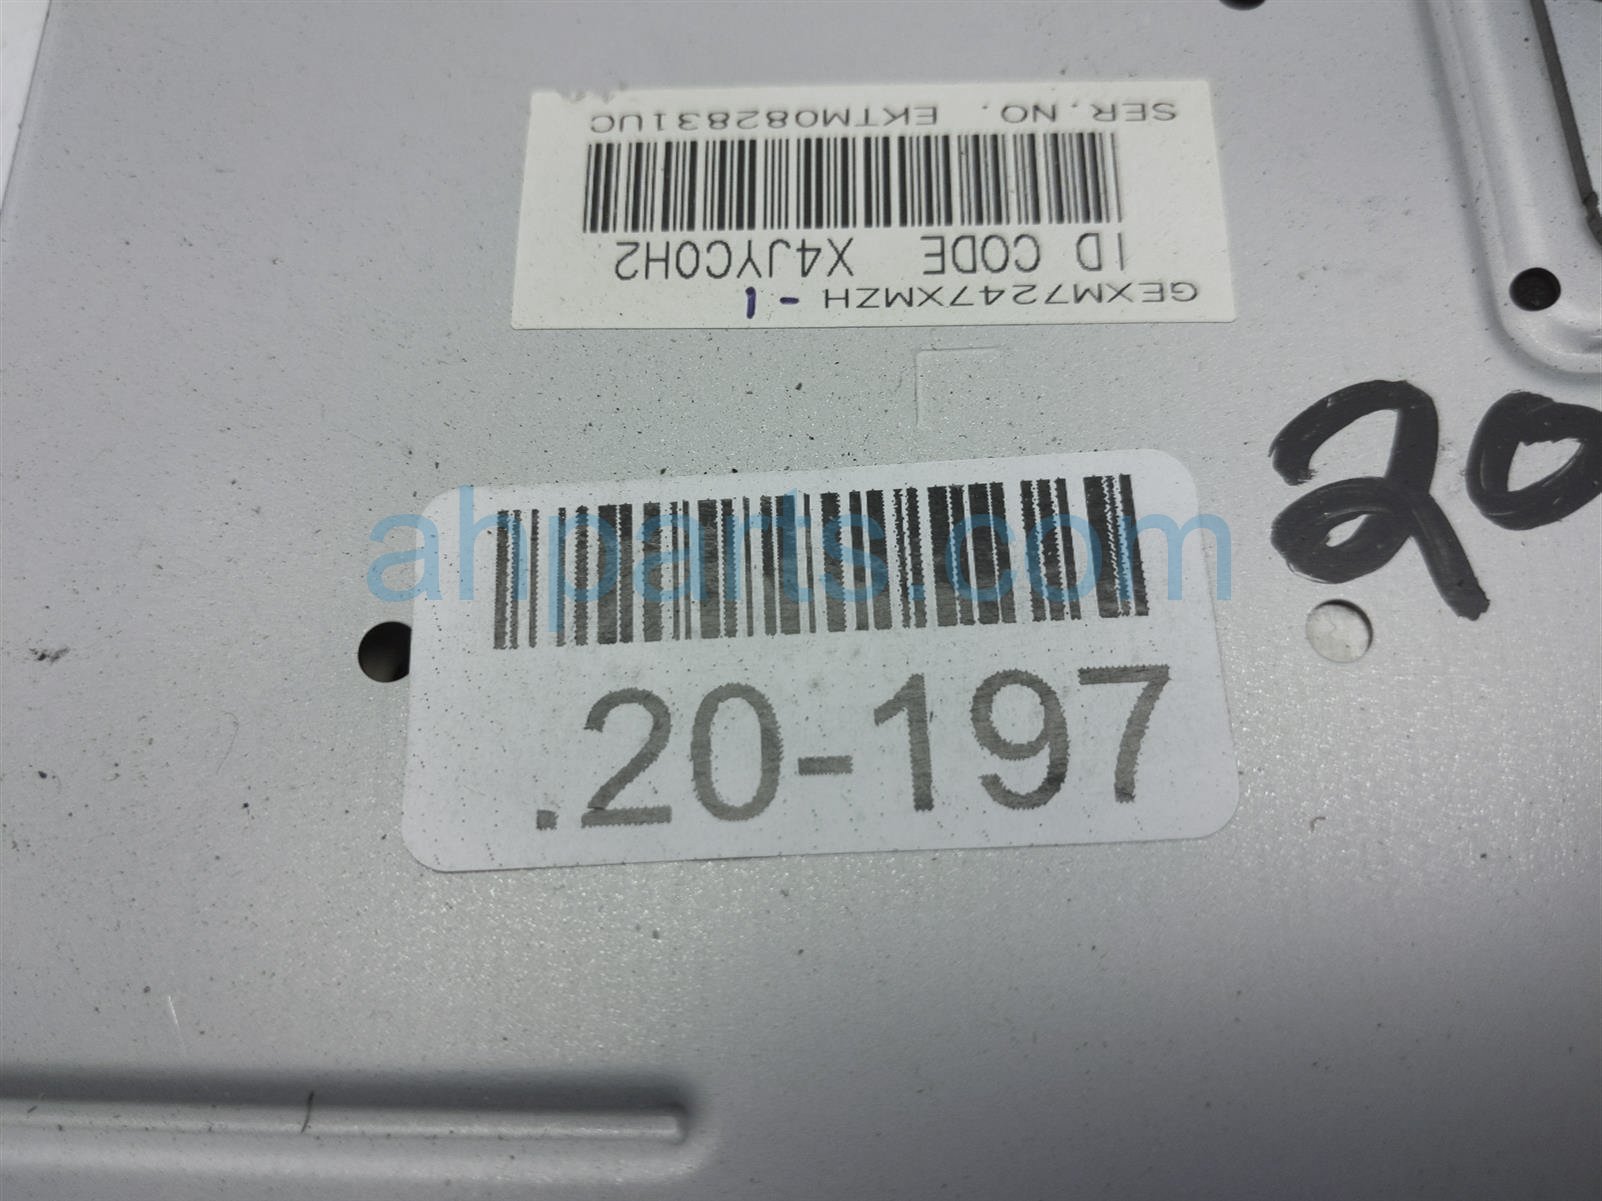 SER.NO. EKTM082831UC
ID CODE X4JYC0H2
GEXM7247XMZH -1
20
ahparts.com
.20-197